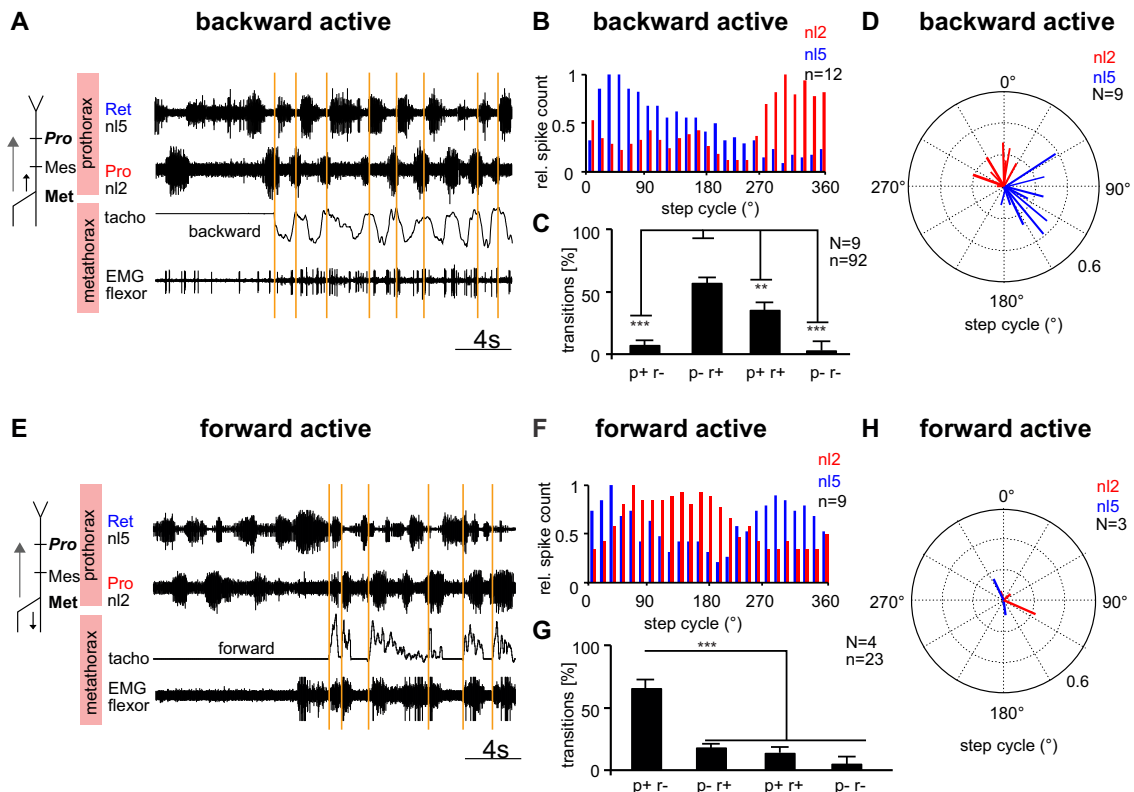 A backward active
Pro
Mes
Met
prothorax
metathorax
Ret
nl5
Pro
nl2
tacho
backward
EMG
flexor
4s
B backward active
nl2
nl5
n=12
rel. spike count
1
0.5
0
0 90 180 270 360
step cycle (°)
C
N=9
n=92
transitions [%]
100
50
0
*** ** ***
p+ r- p- r+ p+ r+ p- r-
D backward active
nl2
nl5
N=9
0°
270° 90°
180°
0.6
step cycle (°)
E forward active
Pro
Mes
Met
prothorax
metathorax
Ret
nl5
Pro
nl2
tacho
forward
EMG
flexor
4s
F forward active
nl2
nl5
n=9
rel. spike count
1
0.5
0
0 90 180 270 360
step cycle (°)
G
N=4
n=23
transitions [%]
100
50
0
***
p+ r- p- r+ p+ r+ p- r-
H forward active
nl2
nl5
N=3
0°
270° 90°
180°
0.6
step cycle (°)